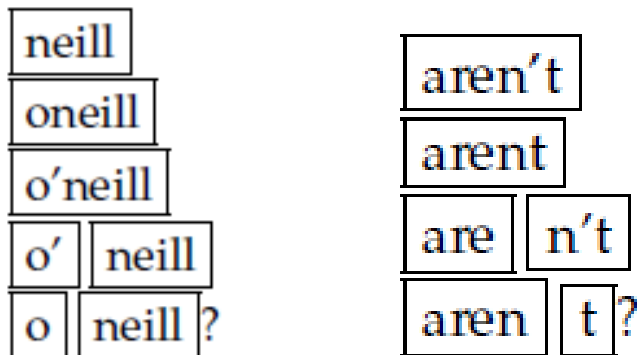 neill
oneill
o'neill
o' neill
o neill?
aren't
arent
are n't
aren t?